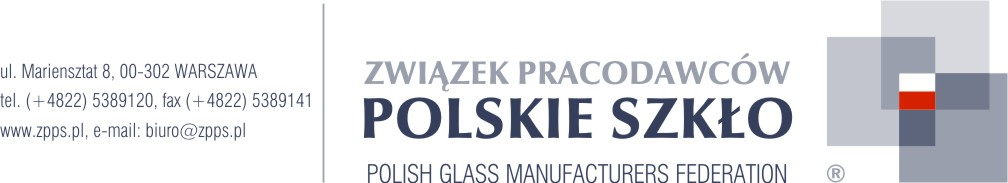 ul. Mariensztat 8, 00-302 WARSZAWA
tel. (+4822) 5389120, fax (+4822) 5389141
www.zpps.pl, e-mail: biuro@zpps.pl
ZWIĄZEK PRACODAWCÓW
POLSKIE SZKŁO
POLISH GLASS MANUFACTURERS FEDERATION
®